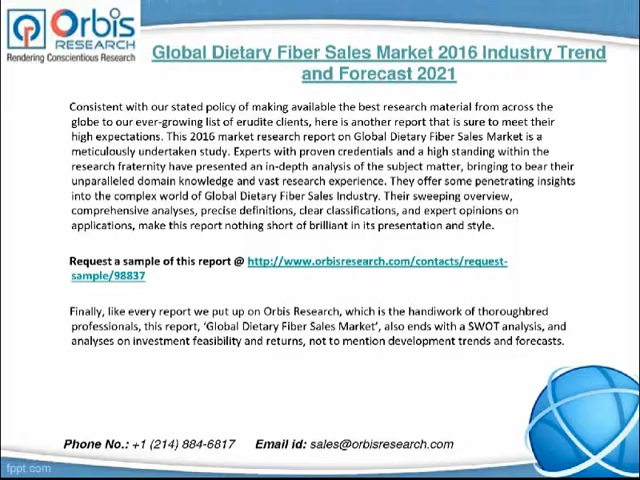 Orbis
RESEARCH
Rendering Conscientious Research
Global Dietary Fiber Sales Market 2016 Industry Trend
and Forecast 2021
Consistent with our stated policy of making available the best research material from across the
globe to our ever-growing list of erudite clients, here is another report that is sure to meet their
high expectations. This 2016 market research report on Global Dietary Fiber Sales Market is a
meticulously undertaken study. Experts with proven credentials and a high standing within the
research fraternity have presented an in-depth analysis of the subject matter, bringing to bear their
unparalleled domain knowledge and vast research experience. They offer some penetrating insights
into the complex world of Global Dietary Fiber Sales Industry. Their sweeping overview,
comprehensive analyses, precise definitions, clear classifications, and expert opinions on
applications, make this report nothing short of brilliant in its presentation and style.
Request a sample of this report @ http://www.orbisresearch.com/contacts/request-
sample/98837
Finally, like every report we put up on Orbis Research, which is the handiwork of thoroughbred
professionals, this report, ‘Global Dietary Fiber Sales Market’, also ends with a SWOT analysis, and
analyses on investment feasibility and returns, not to mention development trends and forecasts.
Phone No.: +1 (214) 884-6817 Email id: sales@orbisresearch.com
fppt.com